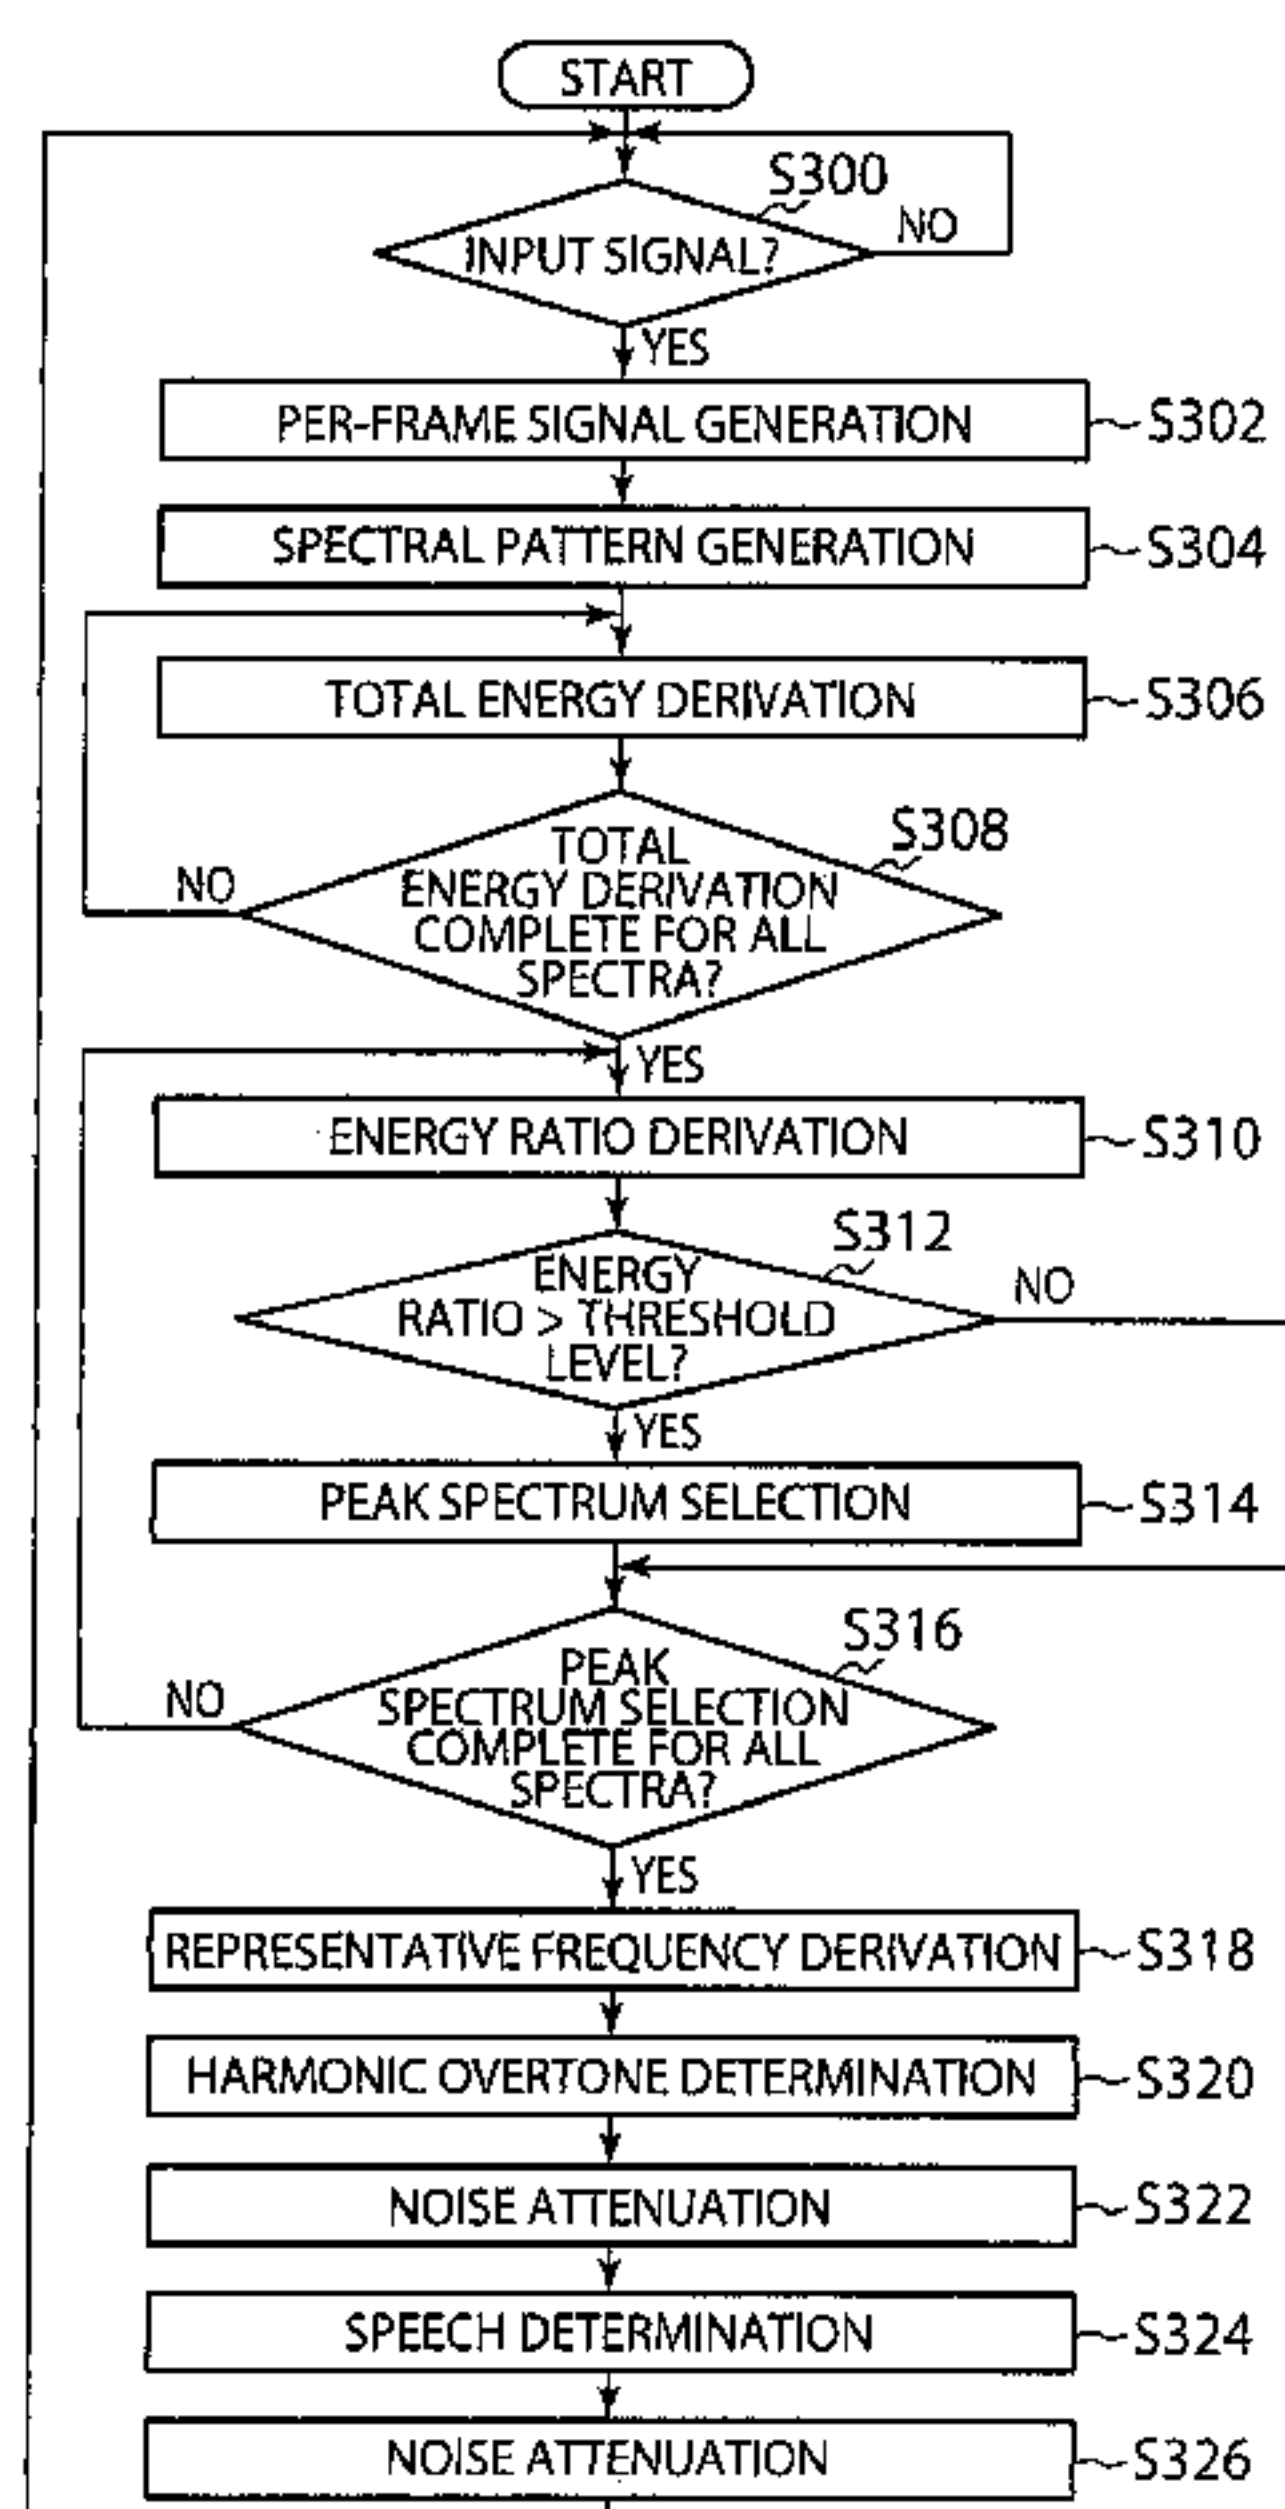 START
S300
INPUT SIGNAL?
NO
YES
PER-FRAME SIGNAL GENERATION
S302
SPECTRAL PATTERN GENERATION
S304
TOTAL ENERGY DERIVATION
S306
S308
TOTAL
ENERGY DERIVATION
COMPLETE FOR ALL
SPECTRA?
NO
YES
ENERGY RATIO DERIVATION
S310
S312
ENERGY
RATIO > THRESHOLD
LEVEL?
NO
YES
PEAK SPECTRUM SELECTION
S314
S316
PEAK
SPECTRUM SELECTION
COMPLETE FOR ALL
SPECTRA?
NO
YES
REPRESENTATIVE FREQUENCY DERIVATION
S318
HARMONIC OVERTONE DETERMINATION
S320
NOISE ATTENUATION
S322
SPEECH DETERMINATION
S324
NOISE ATTENUATION
S326